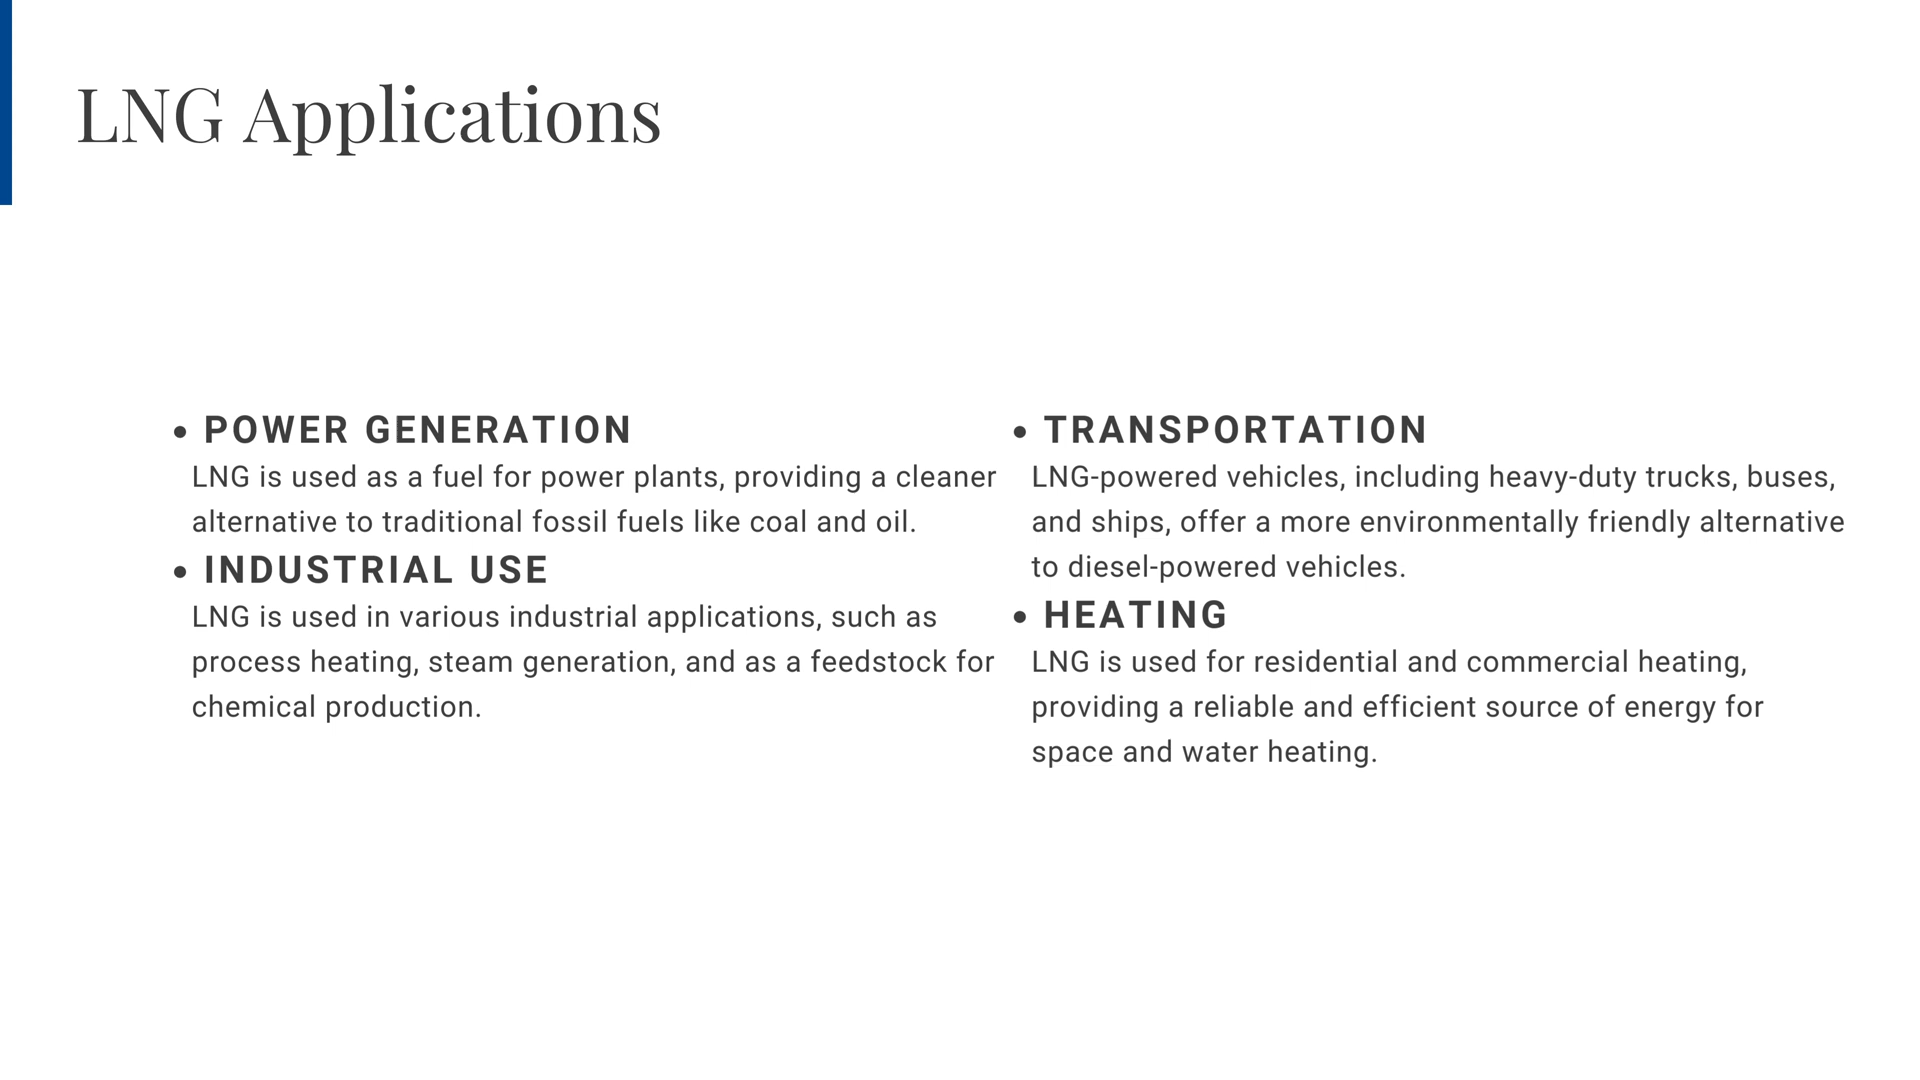 LNG Applications
• POWER GENERATION
LNG is used as a fuel for power plants, providing a cleaner
alternative to traditional fossil fuels like coal and oil.
• INDUSTRIAL USE
LNG is used in various industrial applications, such as
process heating, steam generation, and as a feedstock for
chemical production.
• TRANSPORTATION
LNG-powered vehicles, including heavy-duty trucks, buses,
and ships, offer a more environmentally friendly alternative
to diesel-powered vehicles.
• HEATING
LNG is used for residential and commercial heating,
providing a reliable and efficient source of energy for
space and water heating.